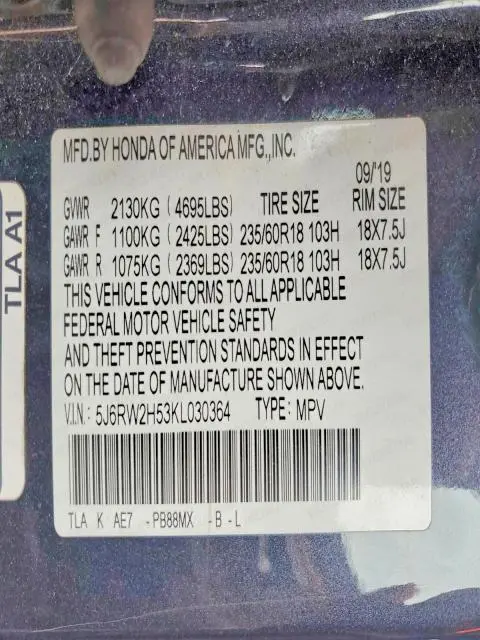 MFD.BY HONDA OF AMERICA MFG.,INC.
09/'19
GVWR 2130KG ( 4695LBS) TIRE SIZE RIM SIZE
GAWR F 1100KG ( 2425LBS) 235/60R18 103H 18X7.5J
GAWR R 1075KG ( 2369LBS) 235/60R18 103H 18X7.5J
THIS VEHICLE CONFORMS TO ALL APPLICABLE
FEDERAL MOTOR VEHICLE SAFETY
AND THEFT PREVENTION STANDARDS IN EFFECT
ON THE DATE OF MANUFACTURE SHOWN ABOVE.
V.I.N.: 5J6RW2H53KL030364 TYPE: MPV
TLA K AE7 -PB88MX -B -L
TLA A1